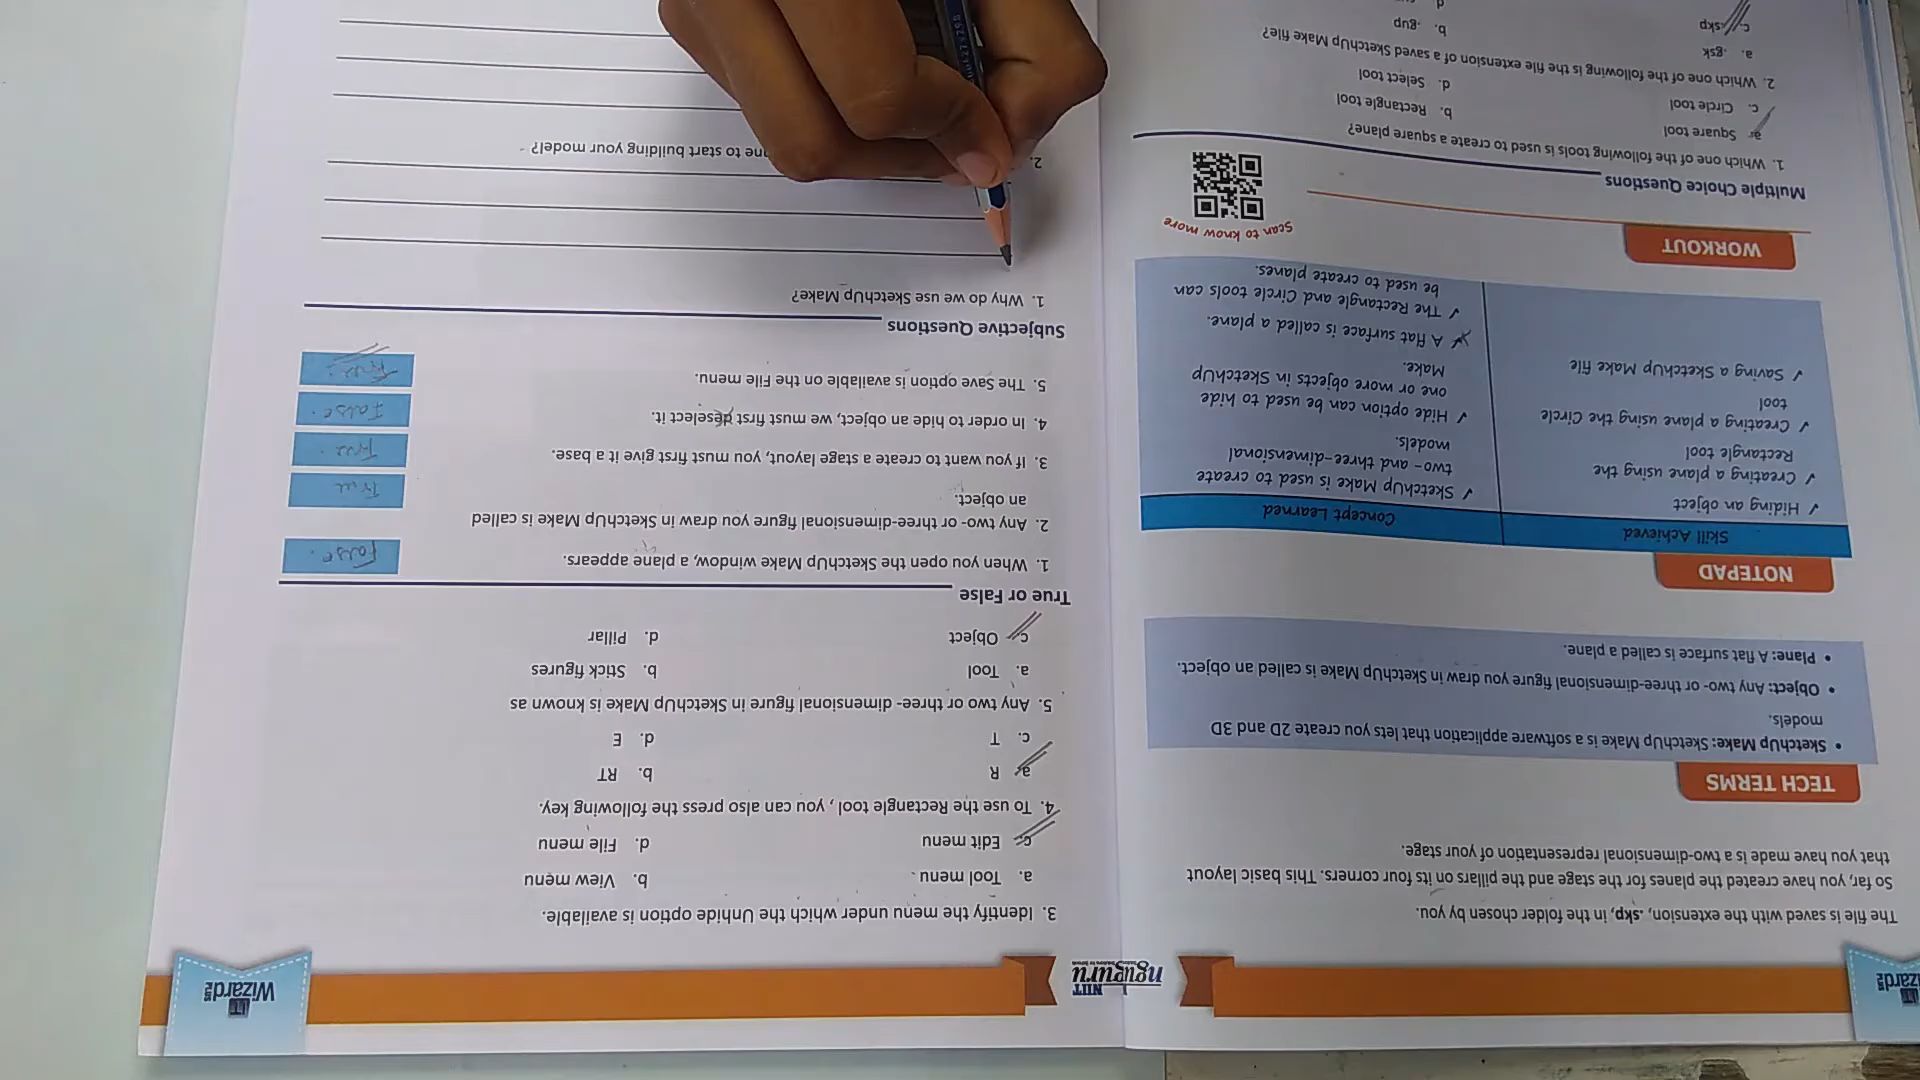 IT Wizard PLUS
The file is saved with the extension, .skp, in the folder chosen by you.
So far, you have created the planes for the stage and the pillars on its four corners. This basic layout
that you have made is a two-dimensional representation of your stage.
TECH TERMS
• SketchUp Make: SketchUp Make is a software application that lets you create 2D and 3D
models.
• Object: Any two- or three-dimensional figure you draw in SketchUp Make is called an object.
• Plane: A flat surface is called a plane.
NOTEPAD
Skill Achieved
✓ Hiding an object
✓ Creating a plane using the
Rectangle tool
✓ Creating a plane using the Circle
tool
✓ Saving a SketchUp Make file
Concept Learned
✓ SketchUp Make is used to create
two- and three-dimensional
models.
✓ Hide option can be used to hide
one or more objects in SketchUp
Make.
✓ A flat surface is called a plane.
✓ The Rectangle and Circle tools can
be used to create planes.
WORKOUT
Scan to know more
Multiple Choice Questions
1. Which one of the following tools is used to create a square plane?
a. Square tool b. Rectangle tool
c. Circle tool d. Select tool
2. Which one of the following is the file extension of a saved SketchUp Make file?
a. .gsk b. .gup
c. .skp d.
NIIT
nguru
IT Wizard PLUS
3. Identify the menu under which the Unhide option is available.
a. Tool menu b. View menu
c. Edit menu d. File menu
4. To use the Rectangle tool, you can also press the following key.
a. R b. RT
c. T d. E
5. Any two or three- dimensional figure in SketchUp Make is known as
a. Tool b. Stick figures
c. Object d. Pillar
True or False
1. When you open the SketchUp Make window, a plane appears. False.
2. Any two- or three-dimensional figure you draw in SketchUp Make is called
an object. True
3. If you want to create a stage layout, you must first give it a base. True.
4. In order to hide an object, we must first deselect it. False.
5. The Save option is available on the File menu. True.
Subjective Questions
1. Why do we use SketchUp Make?
2. to start building your model?